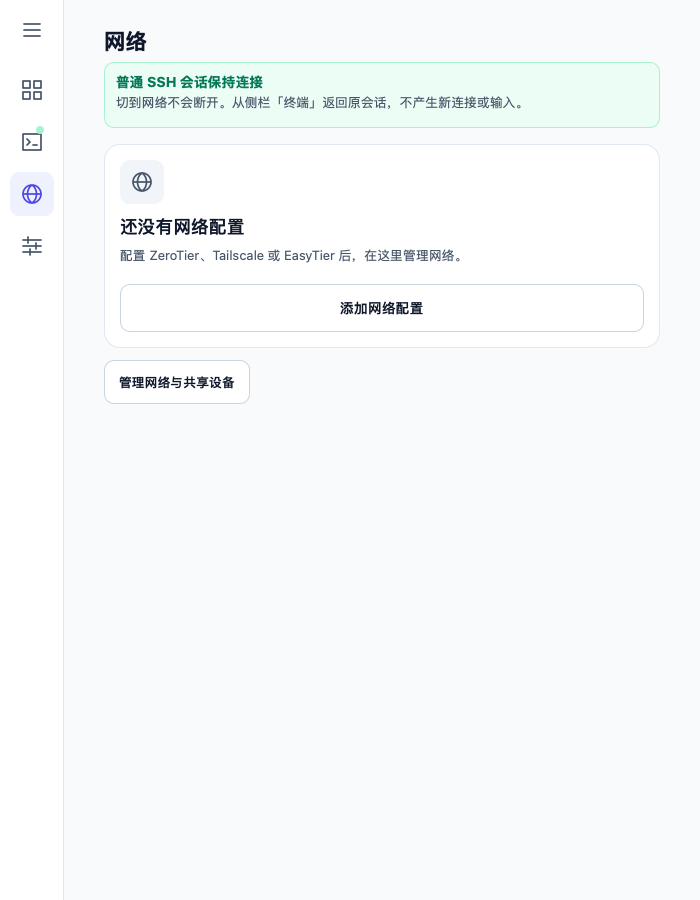 网络
普通 SSH 会话保持连接
切到网络不会断开。从侧栏「终端」返回原会话，不产生新连接或输入。
还没有网络配置
配置 ZeroTier、Tailscale 或 EasyTier 后，在这里管理网络。
添加网络配置
管理网络与共享设备